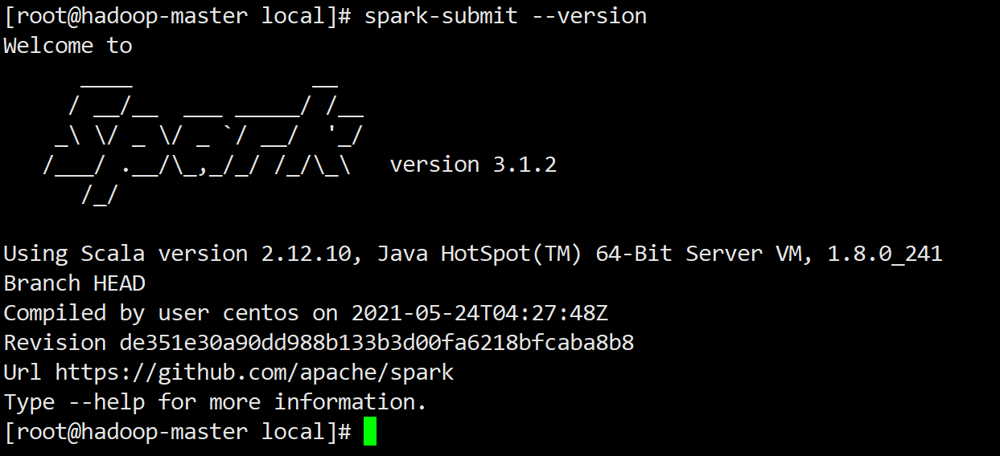 [root@hadoop-master local]# spark-submit --version
Welcome to
      ____              __
     / __/__  ___ _____/ /__
    _\ \/ _ \/ _ `/ __/  '_/
   /___/ .__/\_,_/_/ /_/\_\   version 3.1.2
      /_/
Using Scala version 2.12.10, Java HotSpot(TM) 64-Bit Server VM, 1.8.0_241
Branch HEAD
Compiled by user centos on 2021-05-24T04:27:48Z
Revision de351e30a90dd988b133b3d00fa6218bfcaba8b8
Url https://github.com/apache/spark
Type --help for more information.
[root@hadoop-master local]#